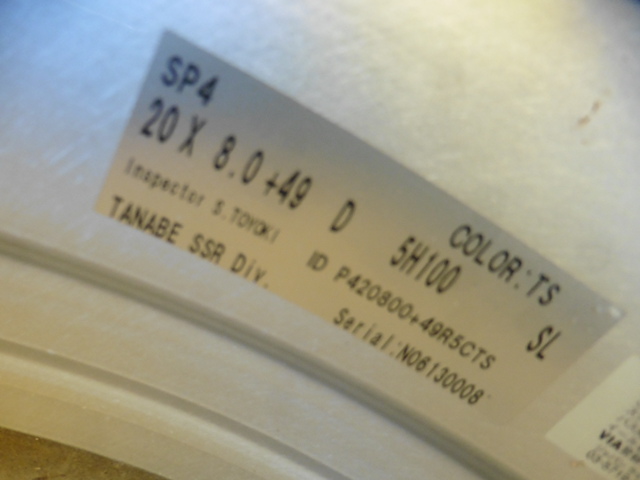 SP4 COLOR:TS
20 X 8.0+49 D 5H100 SL
Inspector S.TOYOKI ID P420800+49R5CTS
TANABE SSR Div. Serial:N06130008